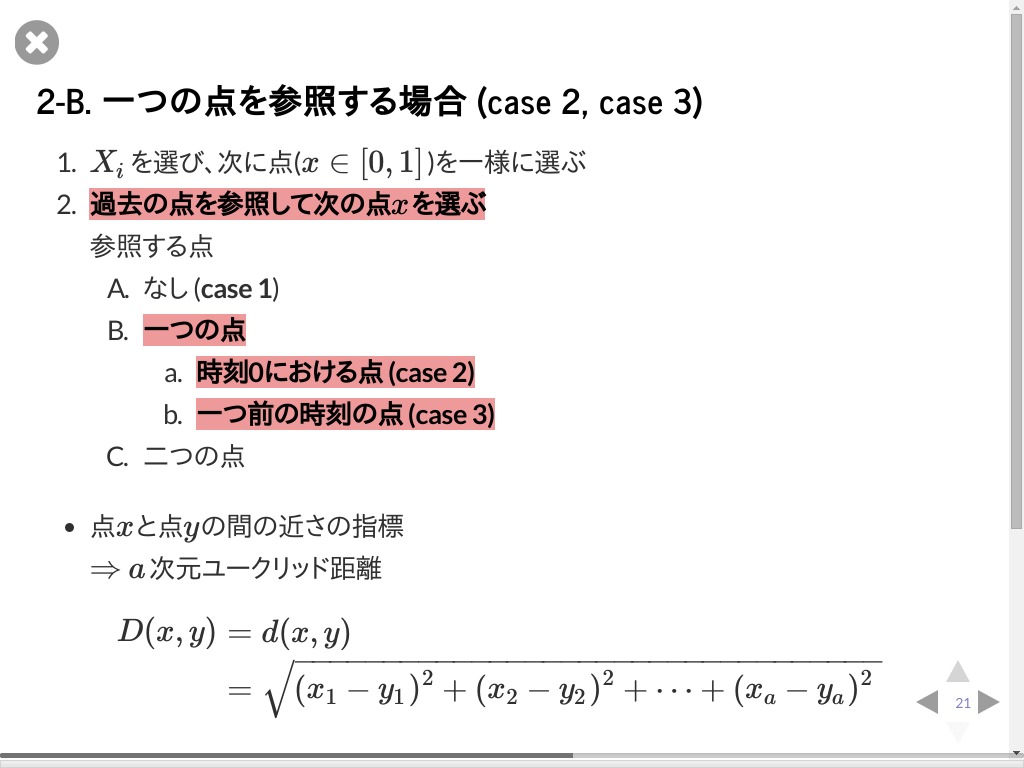 2-B. 一つの点を参照する場合 (case 2, case 3)
1. X_i を選び、次に点(x ∈ [0, 1])を一様に選ぶ
2. 過去の点を参照して次の点xを選ぶ
参照する点
A. なし (case 1)
B. 一つの点
a. 時刻0における点 (case 2)
b. 一つ前の時刻の点 (case 3)
C. 二つの点
• 点xと点yの間の近さの指標
⇒ a 次元ユークリッド距離
D(x, y) = d(x, y)
= √((x_1 − y_1)^2 + (x_2 − y_2)^2 + ⋯ + (x_a − y_a)^2)
21